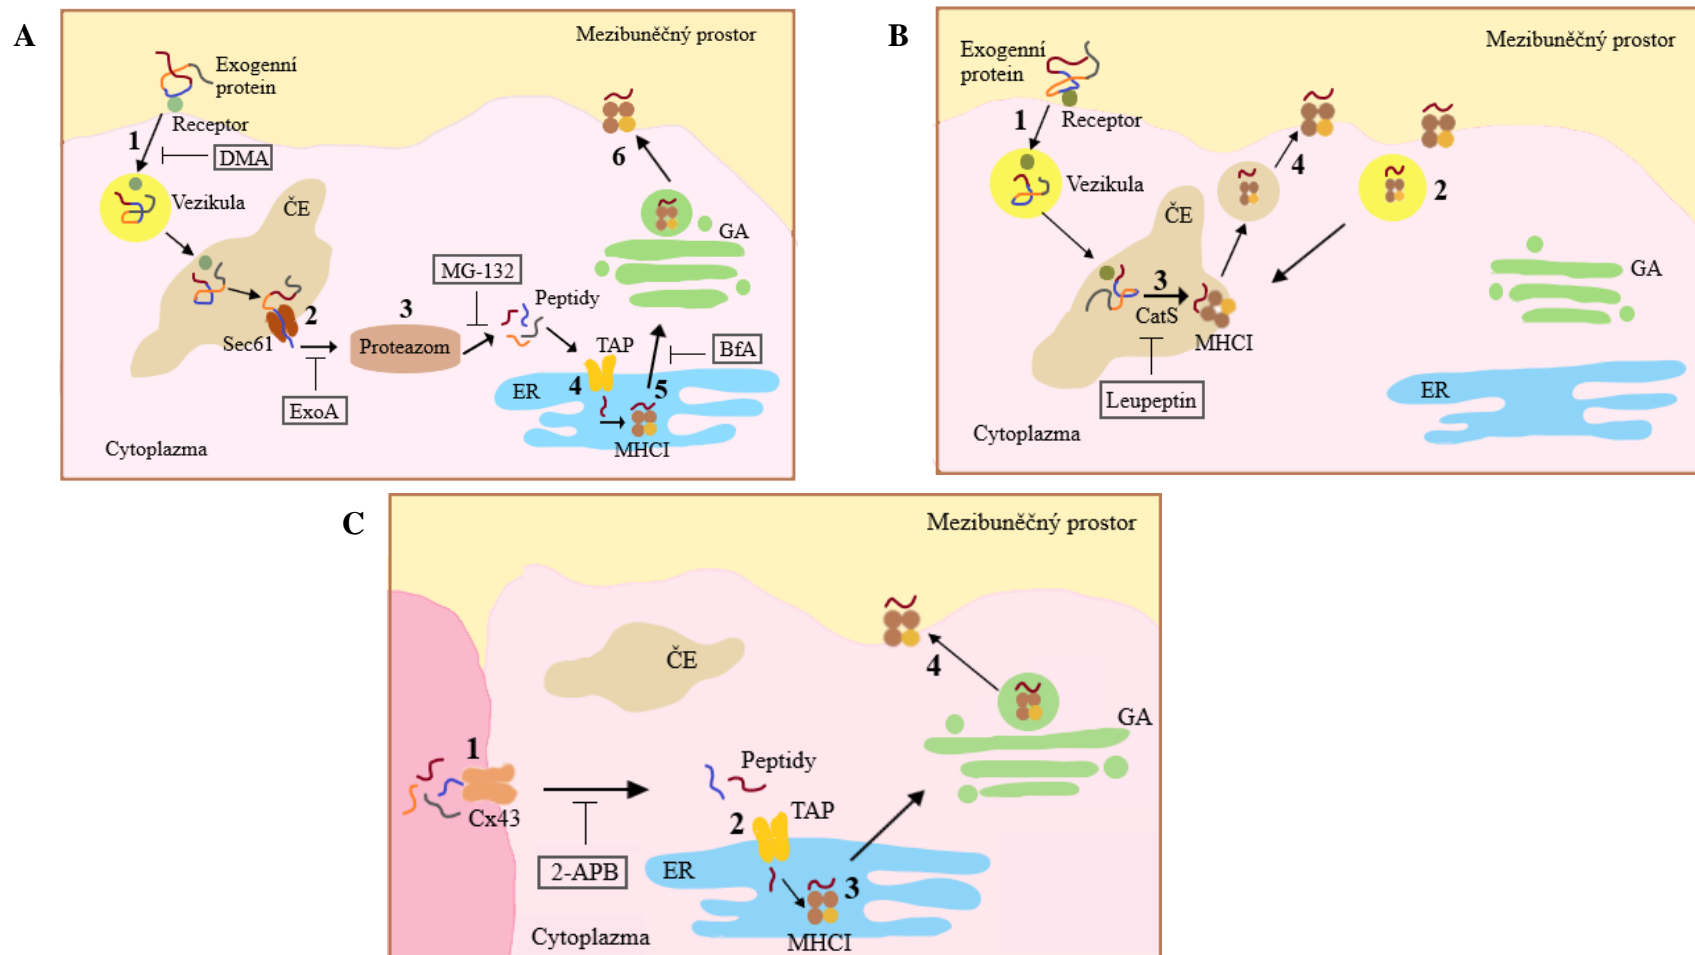 A
Mezibuněčný prostor
Exogenní
protein
Receptor
1
DMA
Vezikula
ČE
6
GA
MG-132
Peptidy
2
3
Sec61
Proteazom
TAP
BfA
ER
4
5
ExoA
MHCI
Cytoplazma
B
Mezibuněčný prostor
Exogenní
protein
1
Receptor
4
Vezikula
2
ČE
GA
3
CatS
MHCI
ER
Leupeptin
Cytoplazma
C
Mezibuněčný prostor
ČE
4
GA
1
Peptidy
Cx43
2
TAP
2-APB
ER
3
Cytoplazma
MHCI